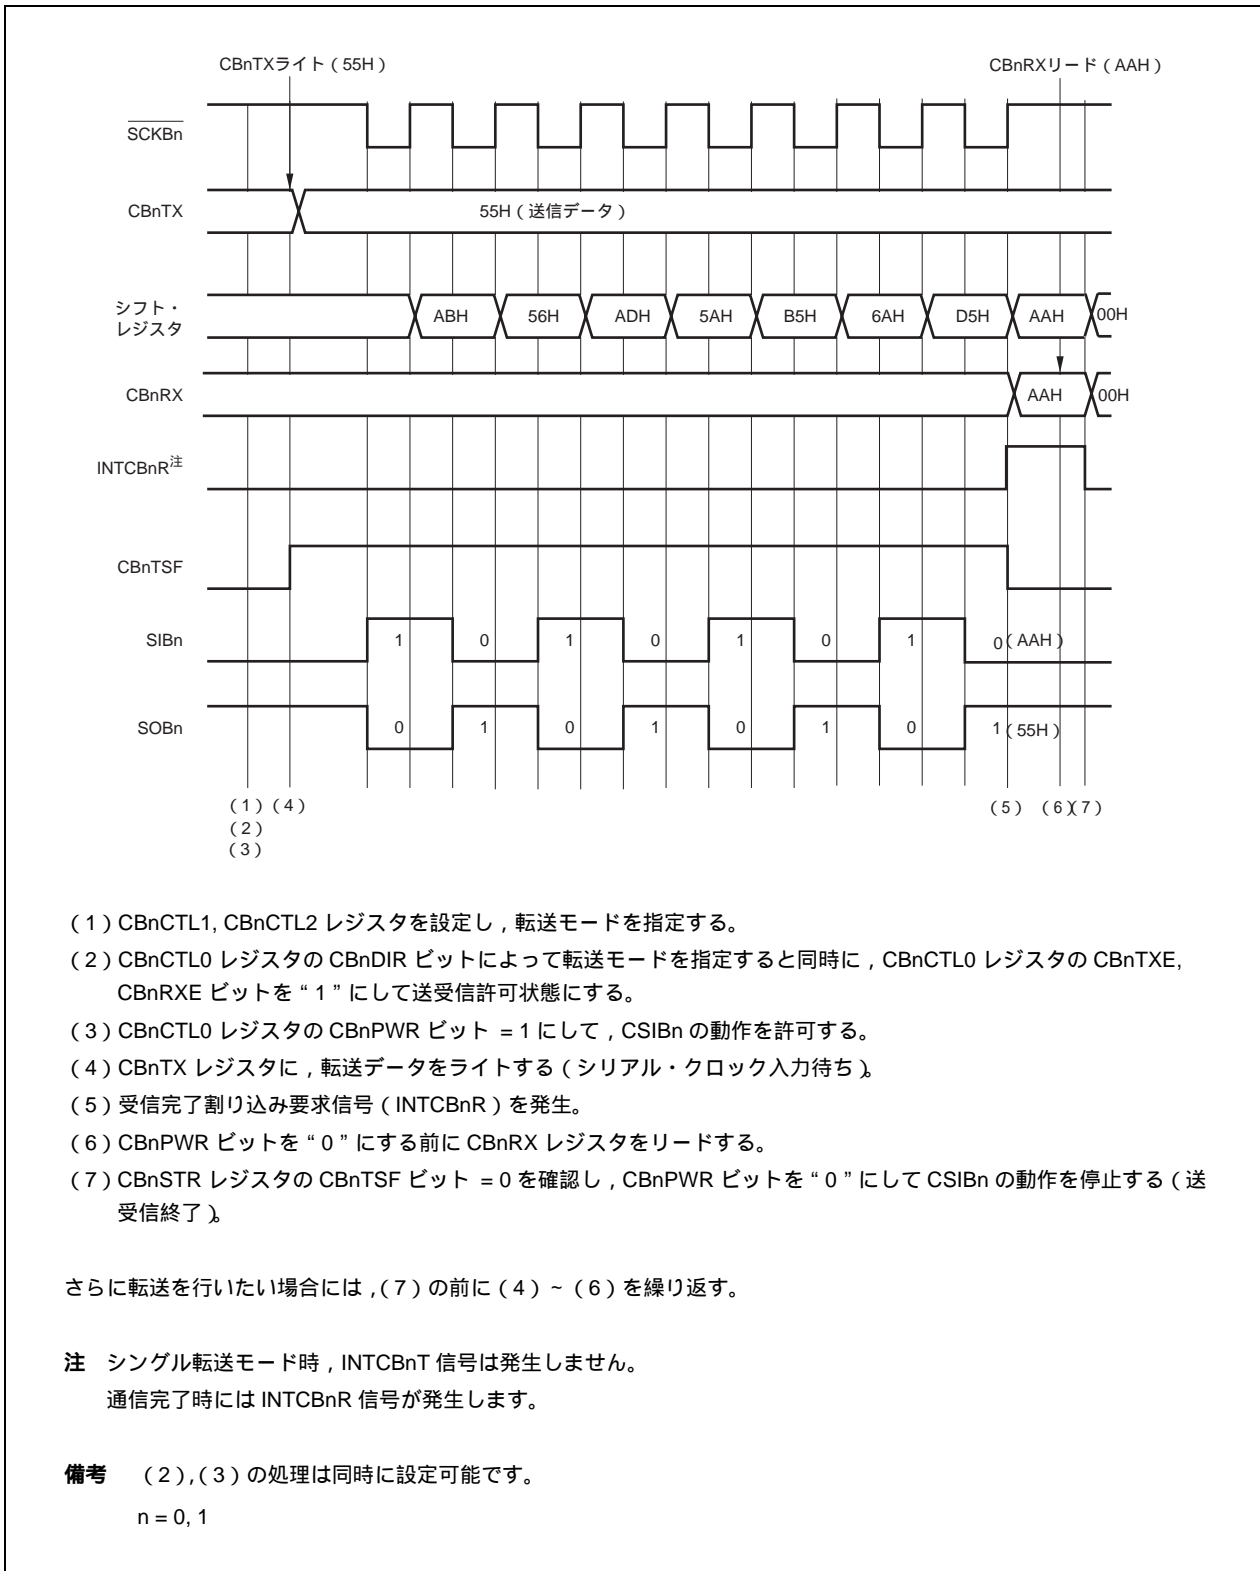 CBnTXライト（55H） CBnRXリード（AAH）
SCKBn
CBnTX 55H（送信データ）
シフト・
レジスタ ABH 56H ADH 5AH B5H 6AH D5H AAH 00H
CBnRX AAH 00H
INTCBnR注
CBnTSF
SIBn 1 0 1 0 1 0 1 0（AAH）
SOBn 0 1 0 1 0 1 0 1（55H）
（1）（4） （5） （6）（7）
（2）
（3）
（1）CBnCTL1, CBnCTL2 レジスタを設定し，転送モードを指定する。
（2）CBnCTL0 レジスタの CBnDIR ビットによって転送モードを指定すると同時に，CBnCTL0 レジスタの CBnTXE,
CBnRXE ビットを“1”にして送受信許可状態にする。
（3）CBnCTL0 レジスタの CBnPWR ビット = 1 にして，CSIBn の動作を許可する。
（4）CBnTX レジスタに，転送データをライトする（シリアル・クロック入力待ち）。
（5）受信完了割り込み要求信号（INTCBnR）を発生。
（6）CBnPWR ビットを“0”にする前に CBnRX レジスタをリードする。
（7）CBnSTR レジスタの CBnTSF ビット = 0 を確認し，CBnPWR ビットを“0”にして CSIBn の動作を停止する（送
受信終了）。
さらに転送を行いたい場合には，（7）の前に（4）~（6）を繰り返す。
注 シングル転送モード時，INTCBnT 信号は発生しません。
通信完了時には INTCBnR 信号が発生します。
備考 （2），（3）の処理は同時に設定可能です。
n = 0, 1